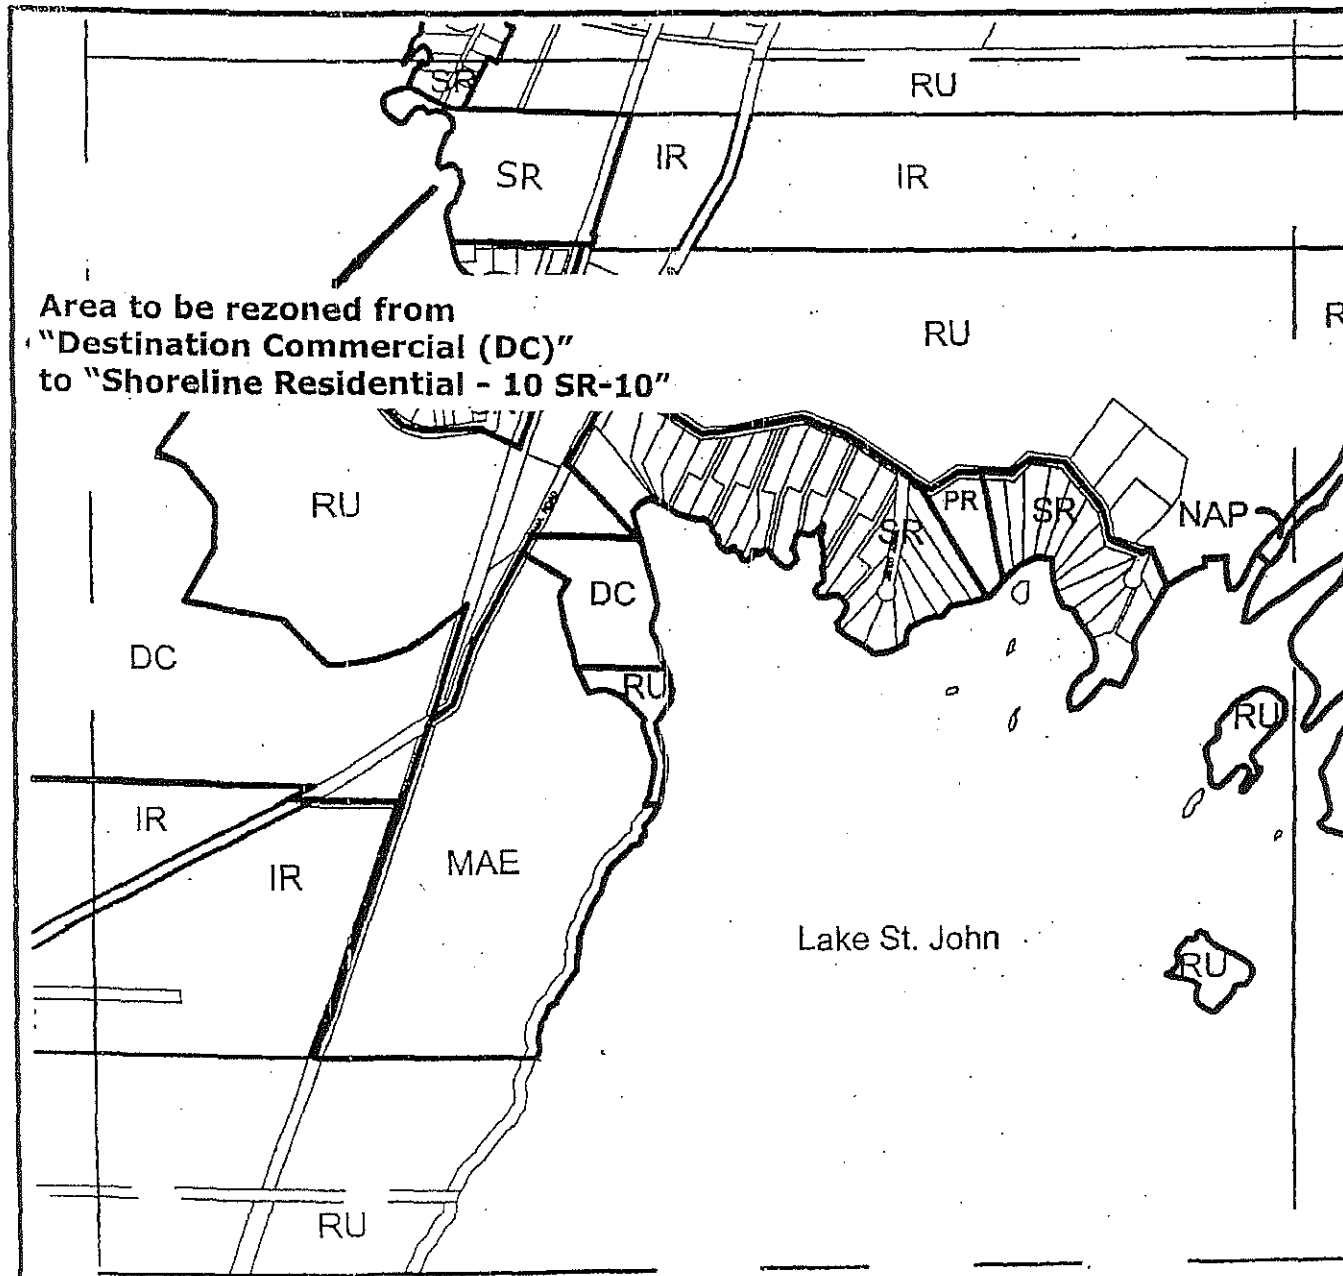 SR
RU
SR
IR
IR
Area to be rezoned from
“Destination Commercial (DC)”
to “Shoreline Residential - 10 SR-10”
RU
R
RU
SR
PR
SR
NAP
DC
DC
RU
RU
IR
IR
MAE
Lake St. John
RU
RU